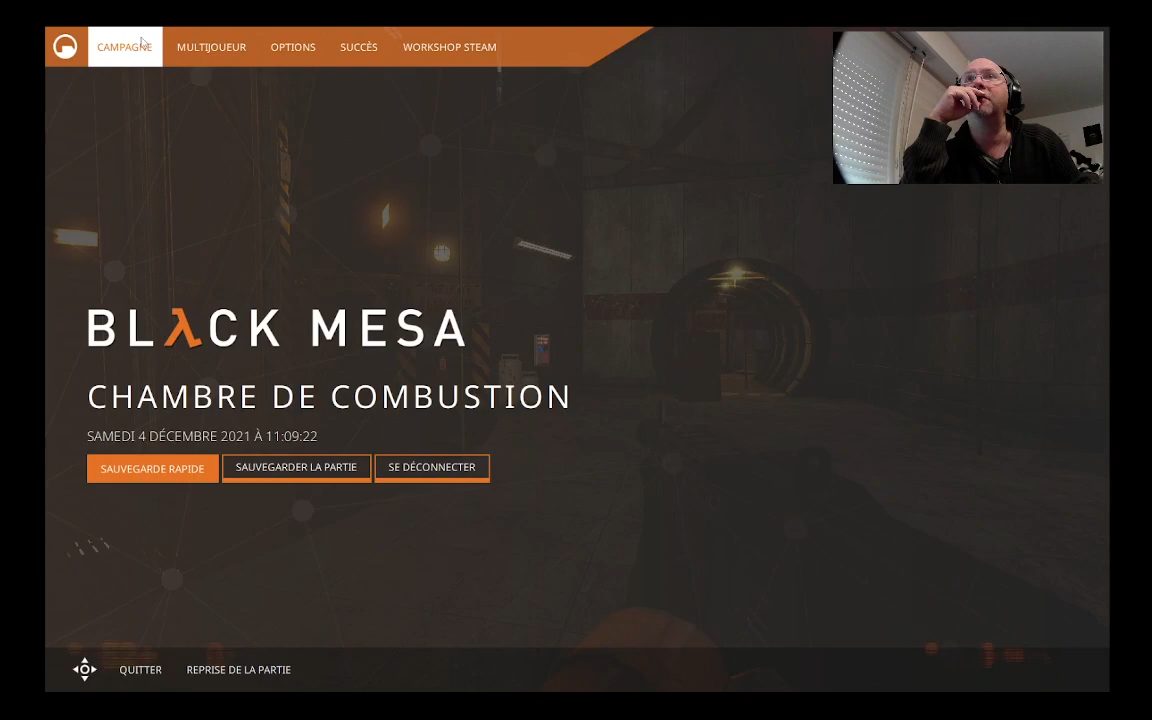 CAMPAGNE MULTIJOUEUR OPTIONS SUCCÈS WORKSHOP STEAM
BLλCK MESA
CHAMBRE DE COMBUSTION
SAMEDI 4 DÉCEMBRE 2021 À 11:09:22
SAUVEGARDE RAPIDE SAUVEGARDER LA PARTIE SE DÉCONNECTER
QUITTER REPRISE DE LA PARTIE